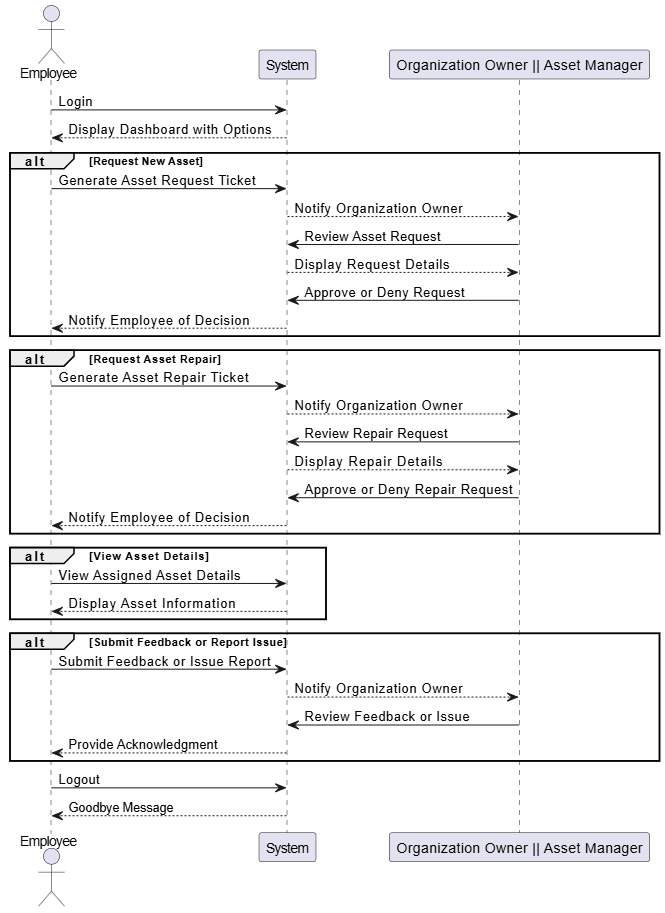 Employee
System
Organization Owner || Asset Manager
Login
Display Dashboard with Options
alt [Request New Asset]
Generate Asset Request Ticket
Notify Organization Owner
Review Asset Request
Display Request Details
Approve or Deny Request
Notify Employee of Decision
alt [Request Asset Repair]
Generate Asset Repair Ticket
Notify Organization Owner
Review Repair Request
Display Repair Details
Approve or Deny Repair Request
Notify Employee of Decision
alt [View Asset Details]
View Assigned Asset Details
Display Asset Information
alt [Submit Feedback or Report Issue]
Submit Feedback or Issue Report
Notify Organization Owner
Review Feedback or Issue
Provide Acknowledgment
Logout
Goodbye Message
Employee
System
Organization Owner || Asset Manager